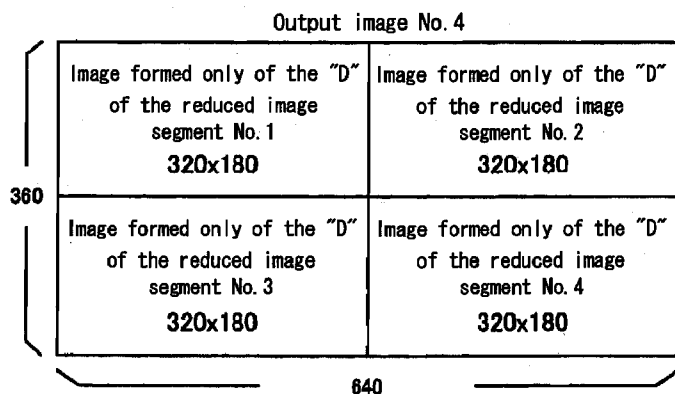 Output image No. 4
Image formed only of the "D"
of the reduced image
segment No. 1
320x180
Image formed only of the "D"
of the reduced image
segment No. 2
320x180
360
Image formed only of the "D"
of the reduced image
segment No. 3
320x180
Image formed only of the "D"
of the reduced image
segment No. 4
320x180
640